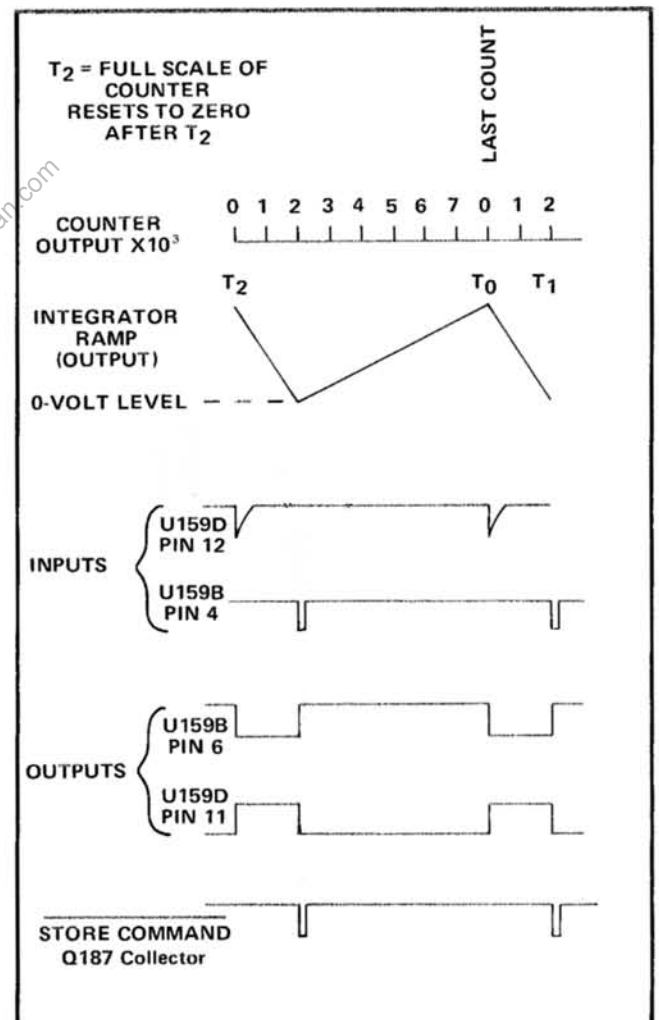 T2 = FULL SCALE OF
COUNTER
RESETS TO ZERO
AFTER T2
LAST COUNT
an.com
COUNTER
OUTPUT X10³
0 1 2 3 4 5 6 7 0 1 2
T2 T0 T1
INTEGRATOR
RAMP
(OUTPUT)
0-VOLT LEVEL
INPUTS
U159D
PIN 12
U159B
PIN 4
OUTPUTS
U159B
PIN 6
U159D
PIN 11
STORE COMMAND
Q187 Collector